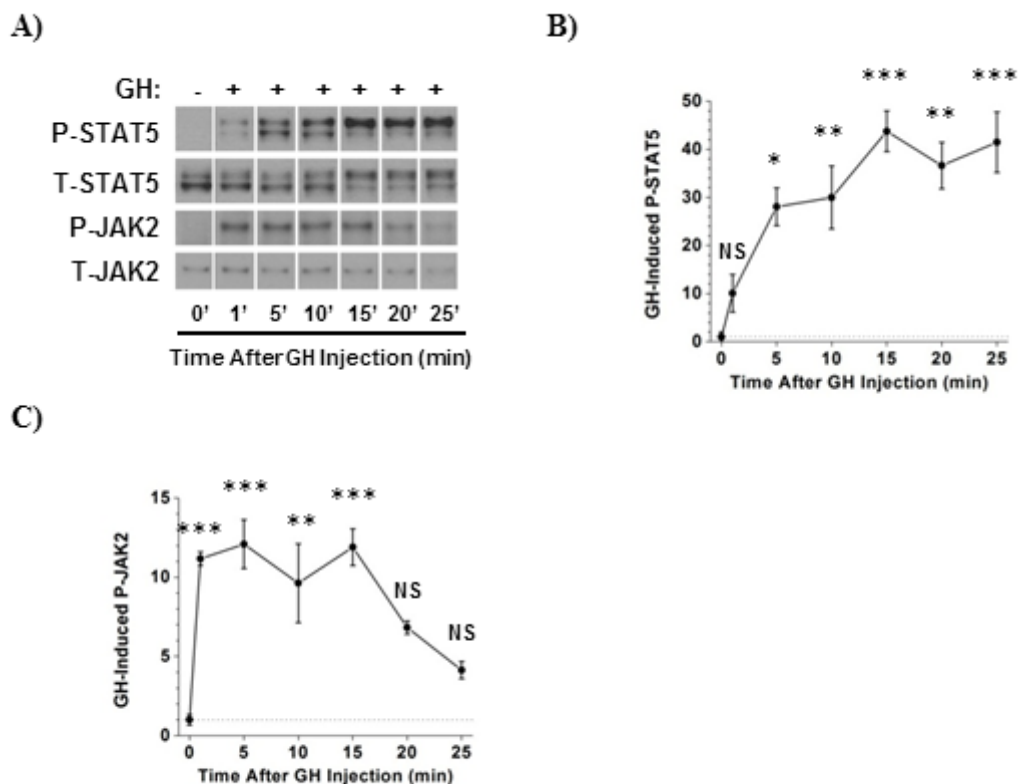 A)
GH: - + + + + + +
P-STAT5
T-STAT5
P-JAK2
T-JAK2
0' 1' 5' 10' 15' 20' 25'
Time After GH Injection (min)
B)
GH-Induced P-STAT5
50
40
30
20
10
0
NS
*
**
***
**
***
0 5 10 15 20 25
Time After GH Injection (min)
C)
GH-Induced P-JAK2
15
10
5
0
***
***
**
***
NS
NS
0 5 10 15 20 25
Time After GH Injection (min)